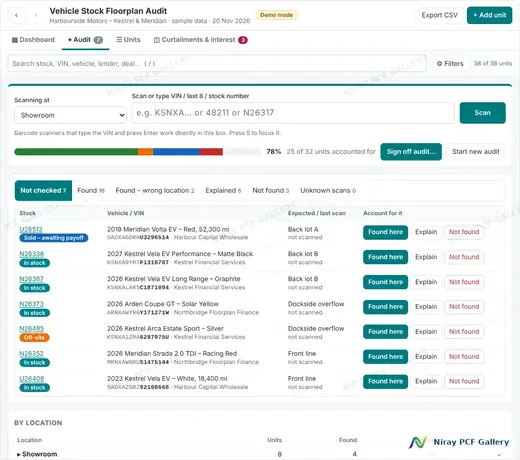 Vehicle Stock Floorplan Audit
Harbourside Motors – Kestrel & Meridian · sample data · 20 Nov 2026
Demo mode
Export CSV
+ Add unit
Dashboard
Audit 7
Units
Curtailments & interest 3
Search stock, VIN, vehicle, lender, deal... ( / )
Filters
38 of 38 units
Scanning at
Scan or type VIN / last 8 / stock number
Showroom
e.g. KSNXA... or 48211 or N26317
Scan
Barcode scanners that type the VIN and press Enter work directly in this box. Press S to focus it.
78%
25 of 32 units accounted for
Sign off audit...
Start new audit
Not checked 7
Found 16
Found – wrong location 2
Explained 6
Not found 3
Unknown scans 0
Stock
Vehicle / VIN
Expected / last scan
Account for it
U26513
2019 Meridian Volta EV – Red, 52,300 mi
Back lot A
Found here
Explain
Not found
Sold – awaiting payoff
· Harbour Capital Wholesale
not scanned
N26338
2027 Kestrel Vela EV Performance – Matte Black
Back lot B
Found here
Explain
Not found
In stock
· Kestrel Financial Services
not scanned
N26387
2026 Kestrel Vela EV Long Range – Graphite
Back lot B
Found here
Explain
Not found
In stock
· Kestrel Financial Services
not scanned
N26373
2026 Arden Coupe GT – Solar Yellow
Dockside overflow
Found here
Explain
Not found
In stock
· Northbridge Floorplan Finance
not scanned
N26485
2026 Kestrel Arca Estate Sport – Silver
Dockside overflow
Found here
Explain
Not found
Off-site
· Kestrel Financial Services
not scanned
N26352
2026 Meridian Strada 2.0 TDI – Racing Red
Front line
Found here
Explain
Not found
In stock
· Northbridge Floorplan Finance
not scanned
U26408
2023 Kestrel Vela EV – White, 18,400 mi
Front line
Found here
Explain
Not found
In stock
· Harbour Capital Wholesale
not scanned
BY LOCATION
Location
Units
Found
Showroom
8
4
Niray PCF Gallery